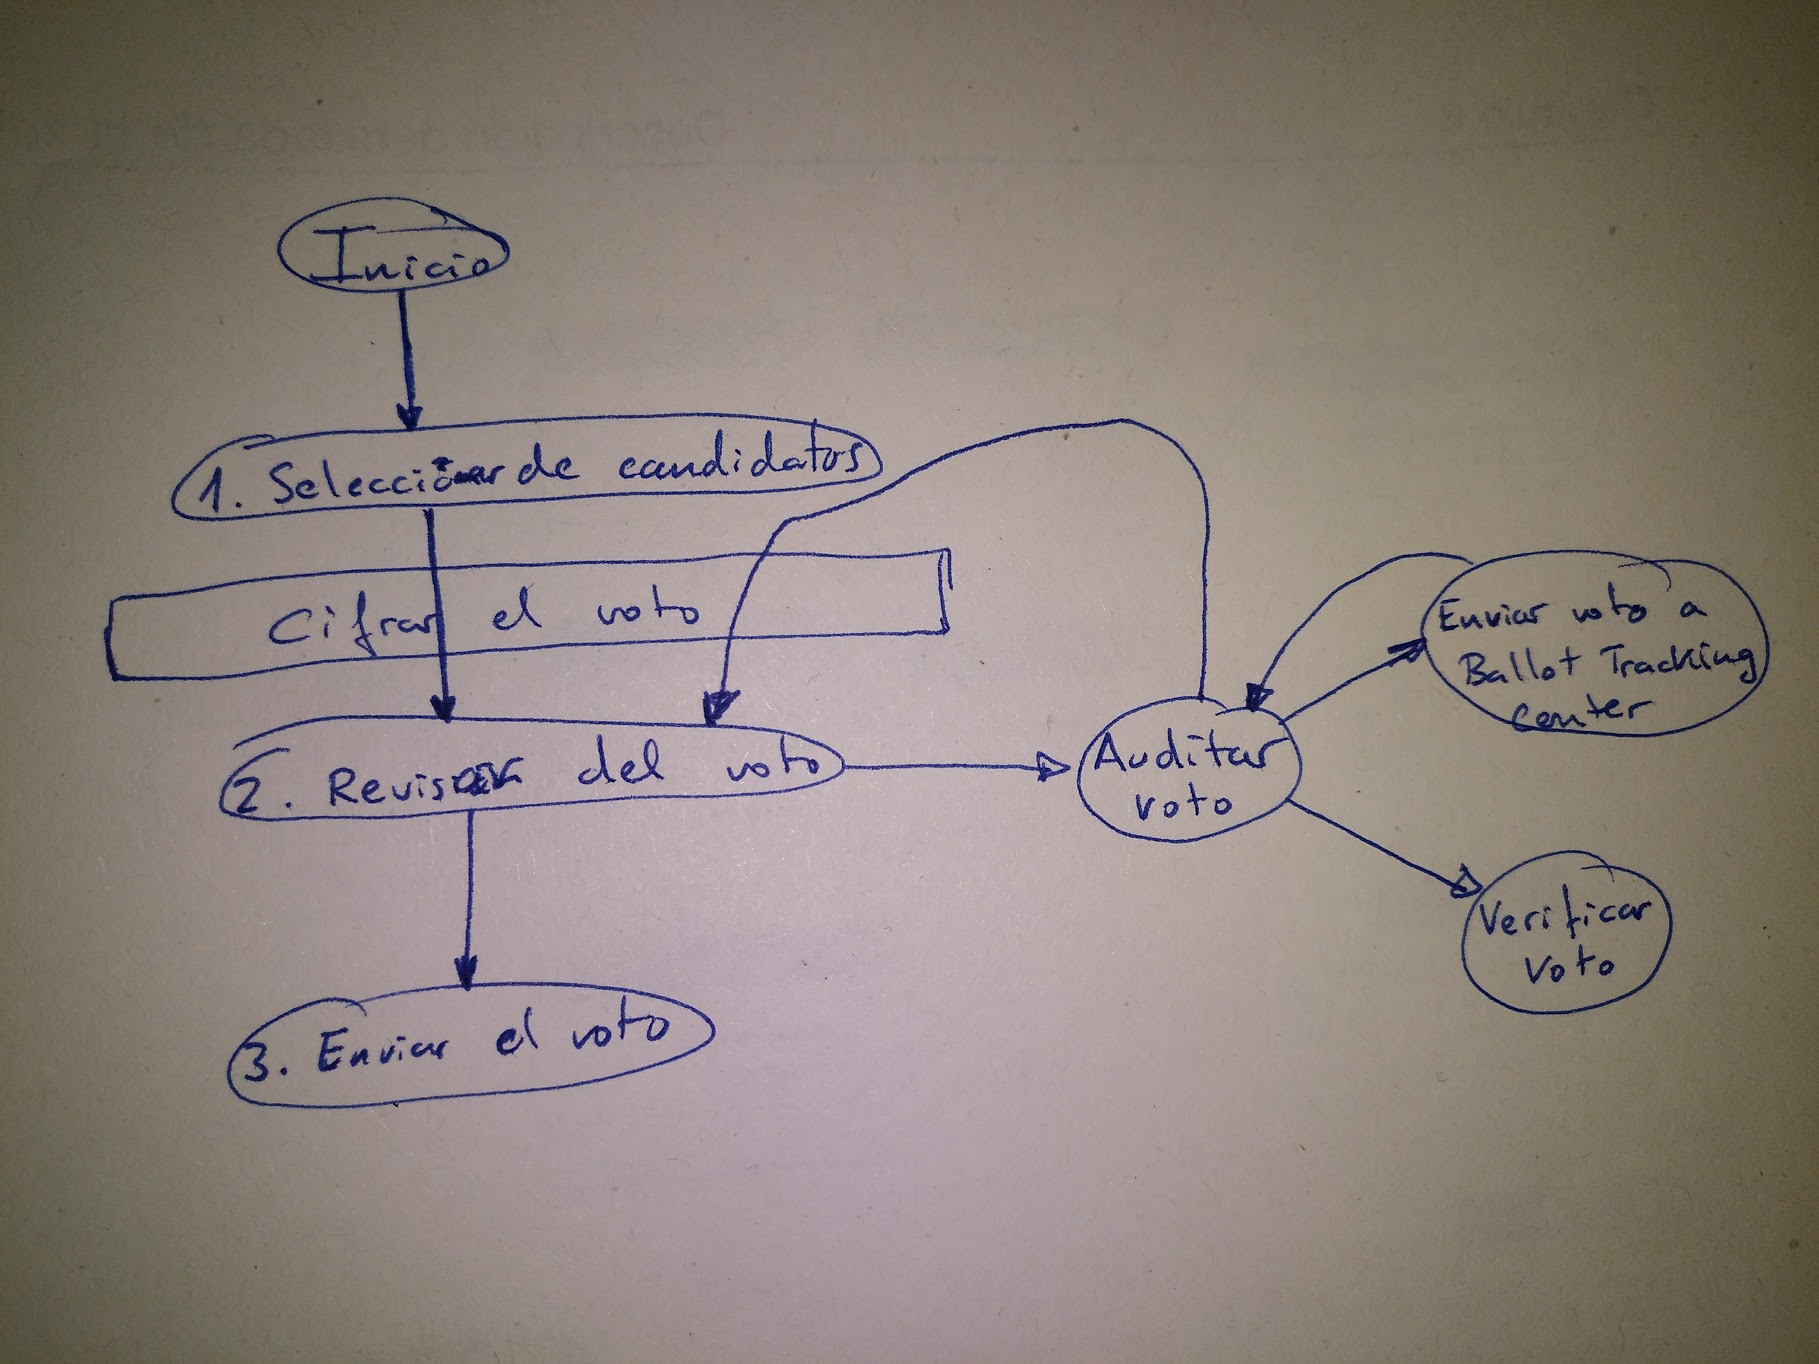 Inicio
1. Seleccionar de candidatos
Cifrar el voto
2. Revisión del voto
3. Enviar el voto
Auditar
voto
Enviar voto a
Ballot Tracking
Center
Verificar
voto